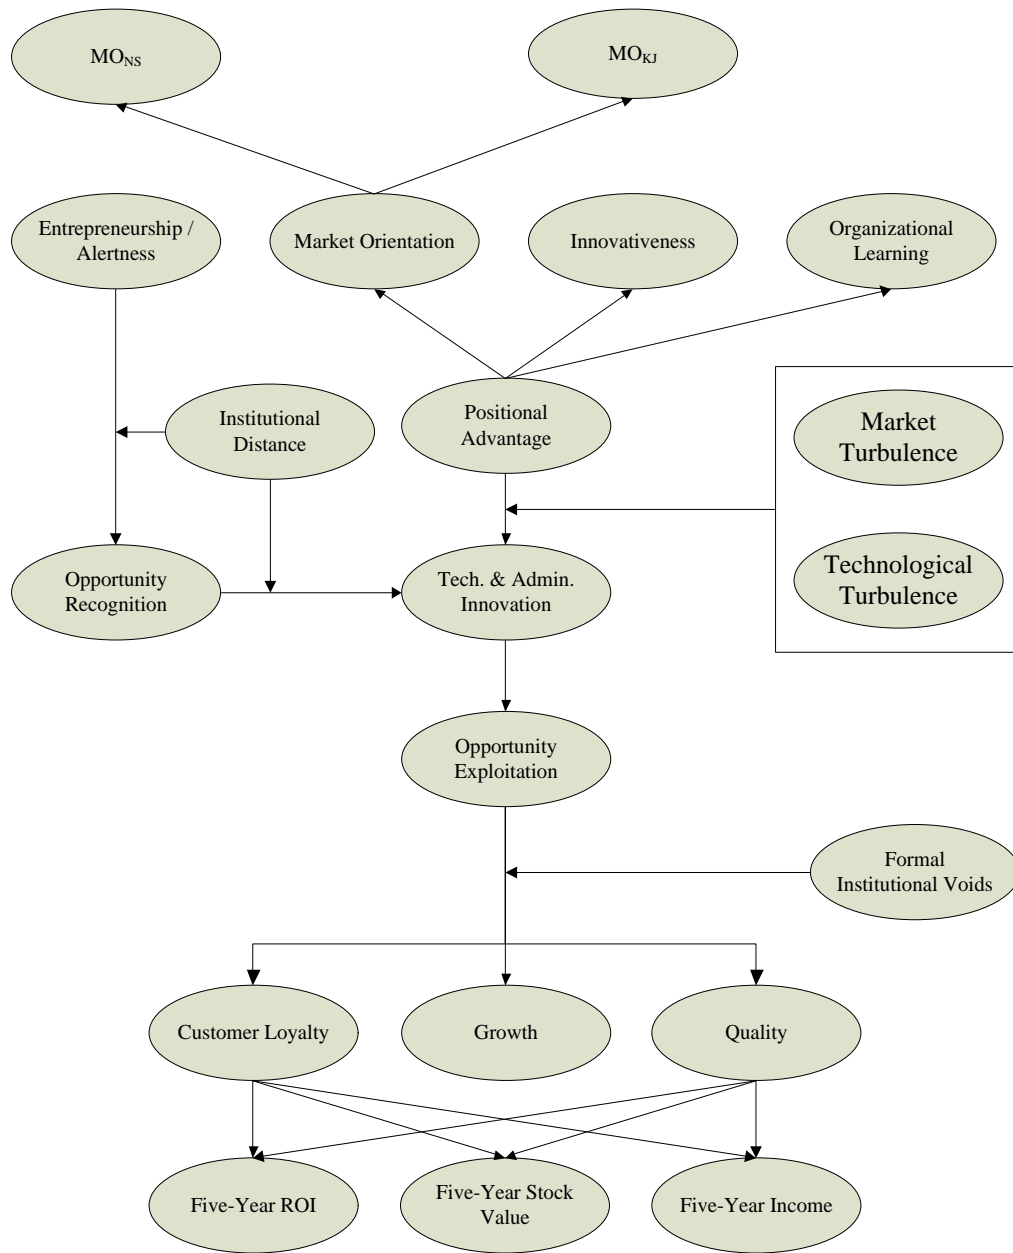 MO_NS
MO_KJ
Entrepreneurship /
Alertness
Market Orientation
Innovativeness
Organizational
Learning
Institutional
Distance
Positional
Advantage
Market
Turbulence
Opportunity
Recognition
Tech. & Admin.
Innovation
Technological
Turbulence
Opportunity
Exploitation
Formal
Institutional Voids
Customer Loyalty
Growth
Quality
Five-Year ROI
Five-Year Stock
Value
Five-Year Income